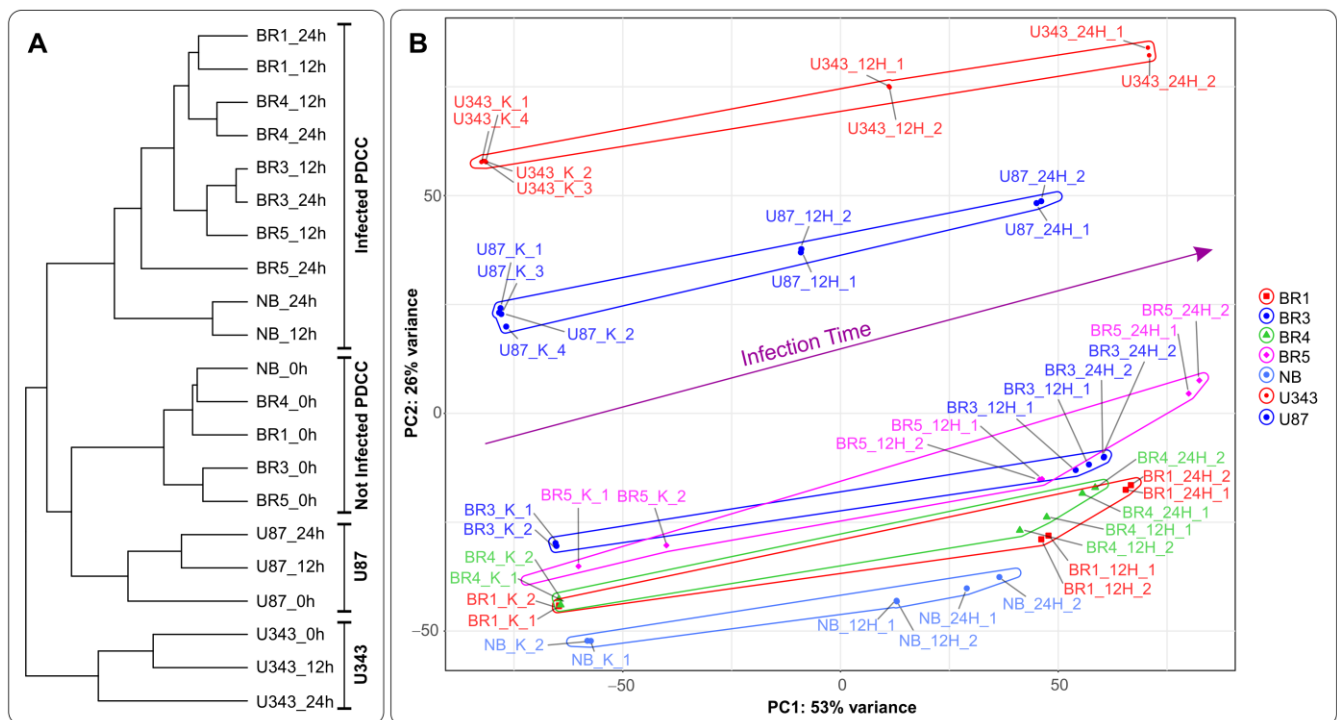 A
BR1_24h
BR1_12h
BR4_12h
BR4_24h
BR3_12h
BR3_24h
BR5_12h
BR5_24h
NB_24h
NB_12h
NB_0h
BR4_0h
BR1_0h
BR3_0h
BR5_0h
U87_24h
U87_12h
U87_0h
U343_0h
U343_12h
U343_24h
Infected PDCC
Not Infected PDCC
U87
U343
B
U343_24H_1
U343_12H_1
U343_24H_2
U343_K_1
U343_K_4
U343_12H_2
U343_K_2
U343_K_3
U87_24H_2
U87_12H_2
U87_24H_1
U87_K_1
U87_K_3
U87_12H_1
U87_K_2
U87_K_4
Infection Time
BR5_24H_2
BR5_24H_1
BR3_24H_2
BR3_24H_1
BR3_12H_1
BR3_12H_2
BR5_12H_1
BR5_12H_2
BR5_K_1
BR5_K_2
BR3_K_1
BR3_K_2
BR4_24H_2
BR1_24H_2
BR1_24H_1
BR4_24H_1
BR4_12H_1
BR4_12H_2
BR4_K_2
BR4_K_1
BR1_12H_1
BR1_12H_2
BR1_K_2
BR1_K_1
NB_24H_2
NB_24H_1
NB_12H_1
NB_12H_2
NB_K_2
NB_K_1
50
0
−50
PC2: 26% variance
−50
0
50
PC1: 53% variance
BR1
BR3
BR4
BR5
NB
U343
U87